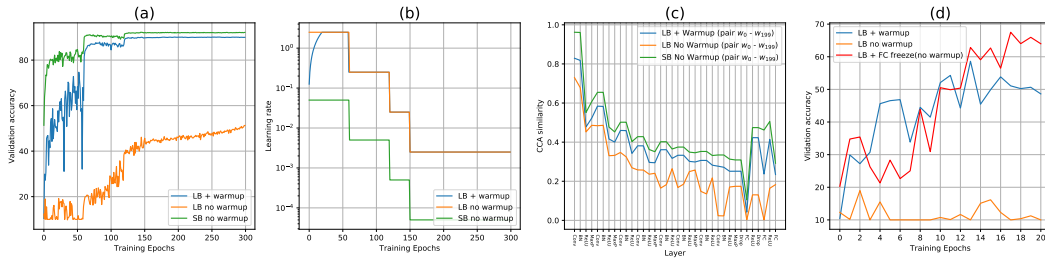 (a)
Validation accuracy
80
60
40
20
0
50
100
150
200
250
300
Training Epochs
LB + warmup
LB no warmup
SB no warmup
(b)
Learning rate
10⁰
10⁻¹
10⁻²
10⁻³
10⁻⁴
0
50
100
150
200
250
300
Training Epochs
LB + warmup
LB no warmup
SB no warmup
(c)
CCA similarity
1.0
0.8
0.6
0.4
0.2
0.0
LB + Warmup (pair w₀ - w₁₉₉)
LB No Warmup (pair w₀ - w₁₉₉)
SB No Warmup (pair w₀ - w₁₉₉)
Layer
(d)
Vlidation accuracy
70
60
50
40
30
20
10
0
2
4
6
8
10
12
14
16
18
20
Training epochs
LB + warmup
LB no warmup
LB + FC freeze(no warmup)